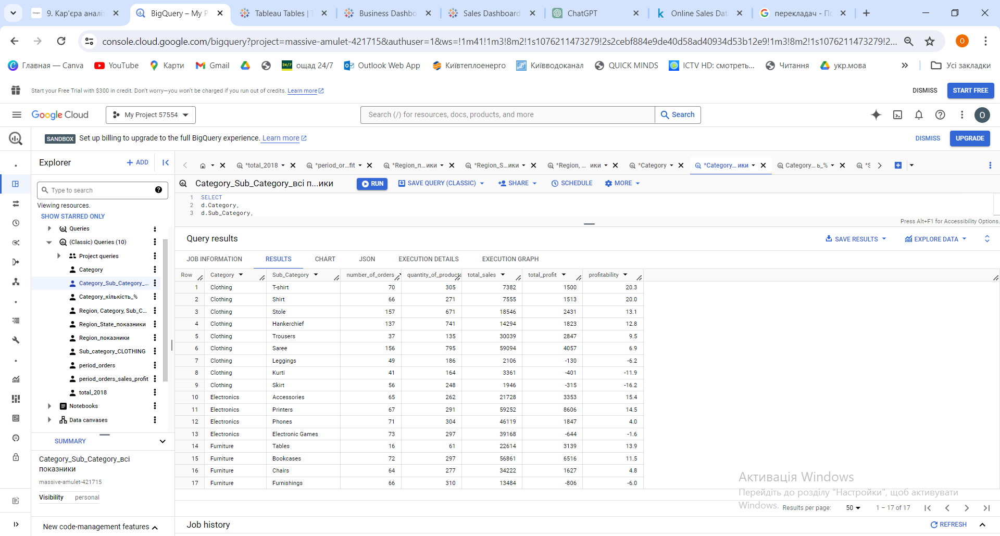 9. Кар'єра аналі
BigQuery – My P
Tableau Tables | T
Business Dashbo
Sales Dashboard
ChatGPT
Online Sales Dat
перекладач - По
console.cloud.google.com/bigquery?project=massive-amulet-421715&authuser=1&ws=!1m41!1m3!8m2!1s1076211473279!2s2cebf884e9de40d58ad40934d53b12e9!1m3!8m2!1s1076211473279!2...
O
Главная — Canva
YouTube
Карти
Gmail
ощад 24/7
Outlook Web App
Київтеплоенерго
Київводоканал
QUICK MINDS
ICTV HD: смотреть...
Читання
укр.мова
Усі закладки
Start your Free Trial with $300 in credit. Don't worry—you won't be charged if you run out of credits. Learn more
DISMISS
START FREE
Google Cloud
My Project 57554
Search (/) for resources, docs, products, and more
Search
O
SANDBOX Set up billing to upgrade to the full BigQuery experience. Learn more
DISMISS
UPGRADE
Explorer
+ ADD
*total_2018
*period_or...fit
*Region_п...ики
*Region_S...ики
*Region, ... ики
*Category
*Category... ики
Category... ь_%
*S
Type to search
Viewing resources.
SHOW STARRED ONLY
Queries
(Classic) Queries (10)
Project queries
Category
Category_Sub_Category_...
Category_кількість_%
Region, Category, Sub_C...
Region_State_показники
Region_показники
Sub_category_CLOTHING
period_orders
period_orders_sales_profit
total_2018
Notebooks
Data canvases
SUMMARY
Category_Sub_Category_всі
показники
massive-amulet-421715
Visibility personal
New code-management features
Category_Sub_Category_всі п...ики
RUN
SAVE QUERY (CLASSIC)
SHARE
SCHEDULE
MORE
1 SELECT
2 d.Category,
3 d.Sub_Category,
Press Alt+F1 for Accessibility Options.
Query results
SAVE RESULTS
EXPLORE DATA
JOB INFORMATION RESULTS CHART JSON EXECUTION DETAILS EXECUTION GRAPH
Row Category Sub_Category number_of_orders quantity_of_products total_sales total_profit profitability
1 Clothing T-shirt 70 305 7382 1500 20.3
2 Clothing Shirt 66 271 7555 1513 20.0
3 Clothing Stole 157 671 18546 2431 13.1
4 Clothing Hankerchief 137 741 14294 1823 12.8
5 Clothing Trousers 37 135 30039 2847 9.5
6 Clothing Saree 156 795 59094 4057 6.9
7 Clothing Leggings 49 186 2106 -130 -6.2
8 Clothing Kurti 41 164 3361 -401 -11.9
9 Clothing Skirt 56 248 1946 -315 -16.2
10 Electronics Accessories 65 262 21728 3353 15.4
11 Electronics Printers 67 291 59252 8606 14.5
12 Electronics Phones 71 304 46119 1847 4.0
13 Electronics Electronic Games 73 297 39168 -644 -1.6
14 Furniture Tables 16 61 22614 3139 13.9
15 Furniture Bookcases 72 297 56861 6516 11.5
16 Furniture Chairs 64 277 34222 1627 4.8
17 Furniture Furnishings 66 310 13484 -806 -6.0
Активація Windows
Перейдіть до розділу "Настройки", щоб активувати
Windows.
Results per page: 50 1 – 17 of 17
Job history
REFRESH